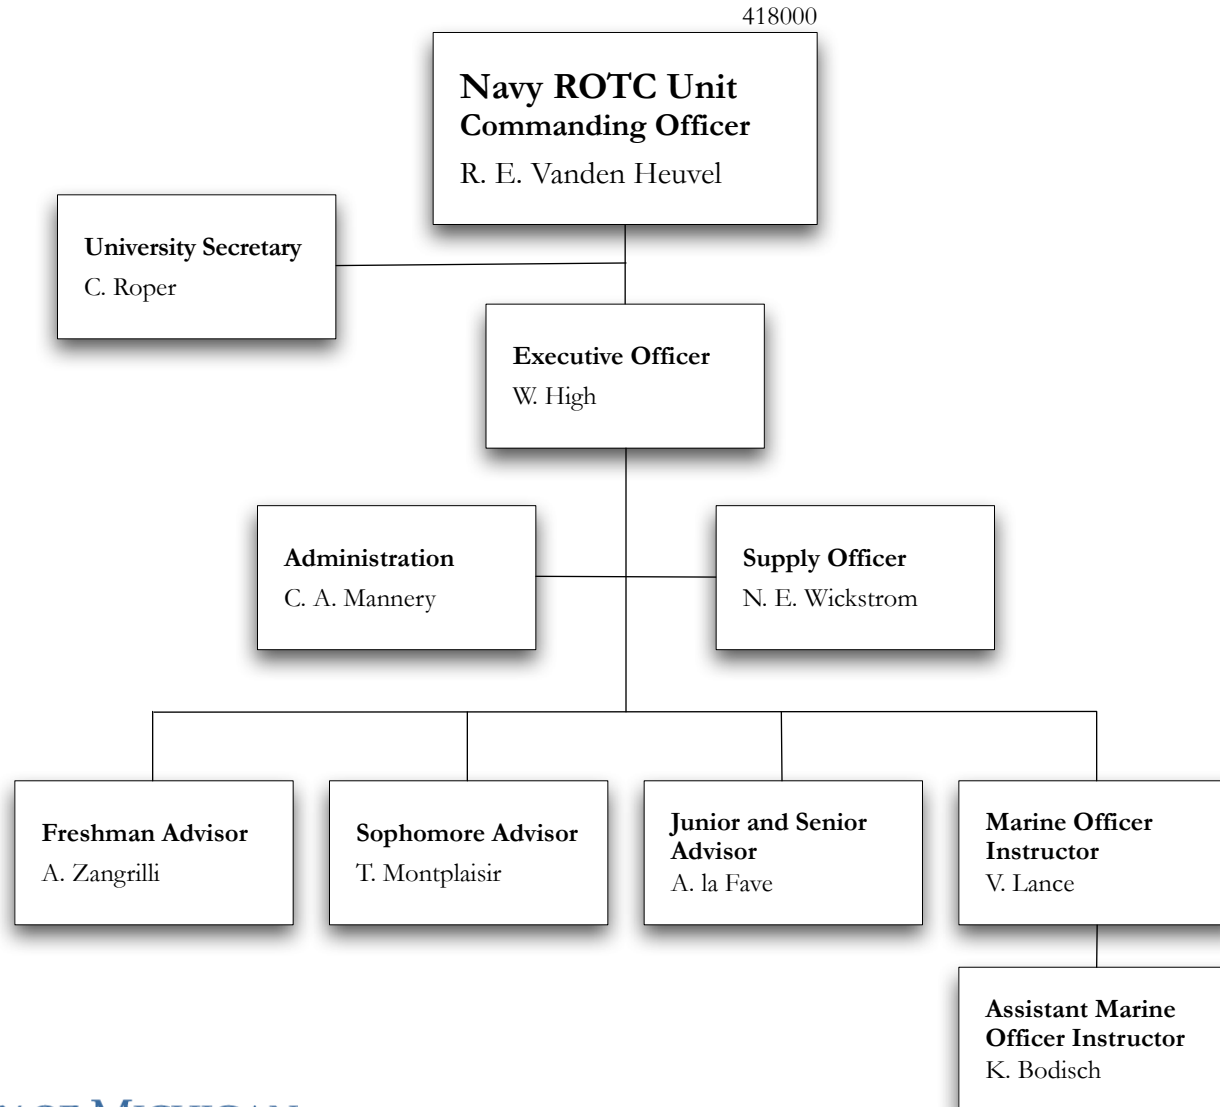 418000
Navy ROTC Unit
Commanding Officer
R. E. Vanden Heuvel
University Secretary
C. Roper
Executive Officer
W. High
Administration
C. A. Mannery
Supply Officer
N. E. Wickstrom
Freshman Advisor
A. Zangrilli
Sophomore Advisor
T. Montplaisir
Junior and Senior
Advisor
A. la Fave
Marine Officer
Instructor
V. Lance
Assistant Marine
Officer Instructor
K. Bodisch